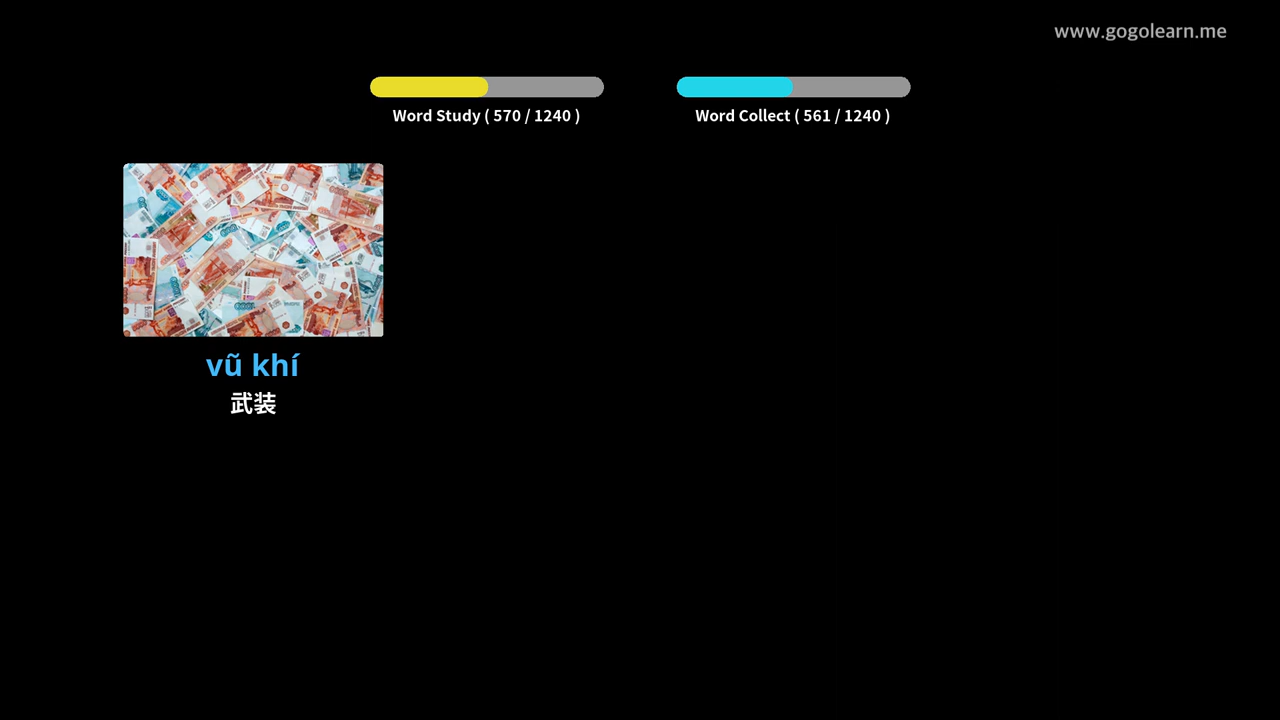 www.gogolearn.me
Word Study ( 570 / 1240 )
Word Collect ( 561 / 1240 )
vũ khí
武装